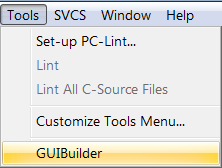 Tools SVCS Window Help
Set-up PC-Lint...
Lint
Lint All C-Source Files
Customize Tools Menu...
GUIBuilder